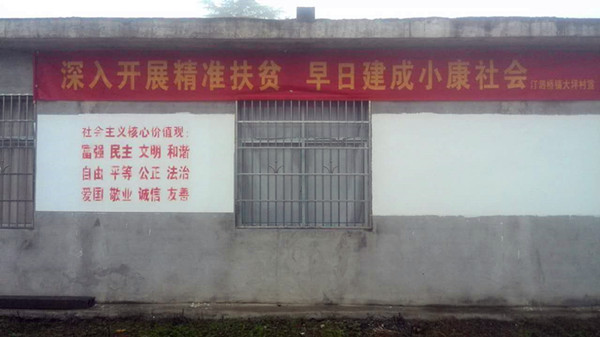 深入开展精准扶贫 早日建成小康社会
社会主义核心价值观:
富强 民主 文明 和谐
自由 平等 公正 法治
爱国 敬业 诚信 友善